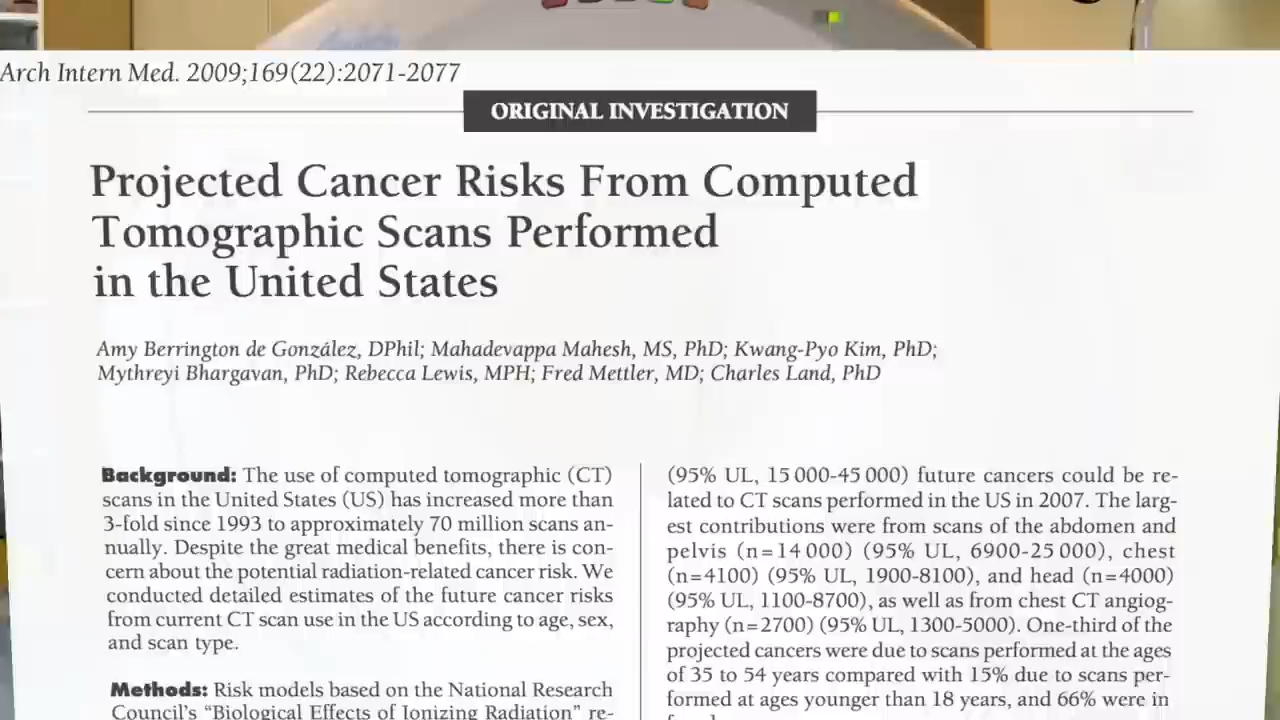 Arch Intern Med. 2009;169(22):2071-2077
ORIGINAL INVESTIGATION
Projected Cancer Risks From Computed
Tomographic Scans Performed
in the United States
Amy Berrington de González, DPhil; Mahadevappa Mahesh, MS, PhD; Kwang-Pyo Kim, PhD;
Mythreyi Bhargavan, PhD; Rebecca Lewis, MPH; Fred Mettler, MD; Charles Land, PhD
Background: The use of computed tomographic (CT)
scans in the United States (US) has increased more than
3-fold since 1993 to approximately 70 million scans an-
nually. Despite the great medical benefits, there is con-
cern about the potential radiation-related cancer risk. We
conducted detailed estimates of the future cancer risks
from current CT scan use in the US according to age, sex,
and scan type.
Methods: Risk models based on the National Research
Council's “Biological Effects of Ionizing Radiation” re-
(95% UL, 15 000-45 000) future cancers could be re-
lated to CT scans performed in the US in 2007. The larg-
est contributions were from scans of the abdomen and
pelvis (n=14 000) (95% UL, 6900-25 000), chest
(n=4100) (95% UL, 1900-8100), and head (n=4000)
(95% UL, 1100-8700), as well as from chest CT angiog-
raphy (n=2700) (95% UL, 1300-5000). One-third of the
projected cancers were due to scans performed at the ages
of 35 to 54 years compared with 15% due to scans per-
formed at ages younger than 18 years, and 66% were in